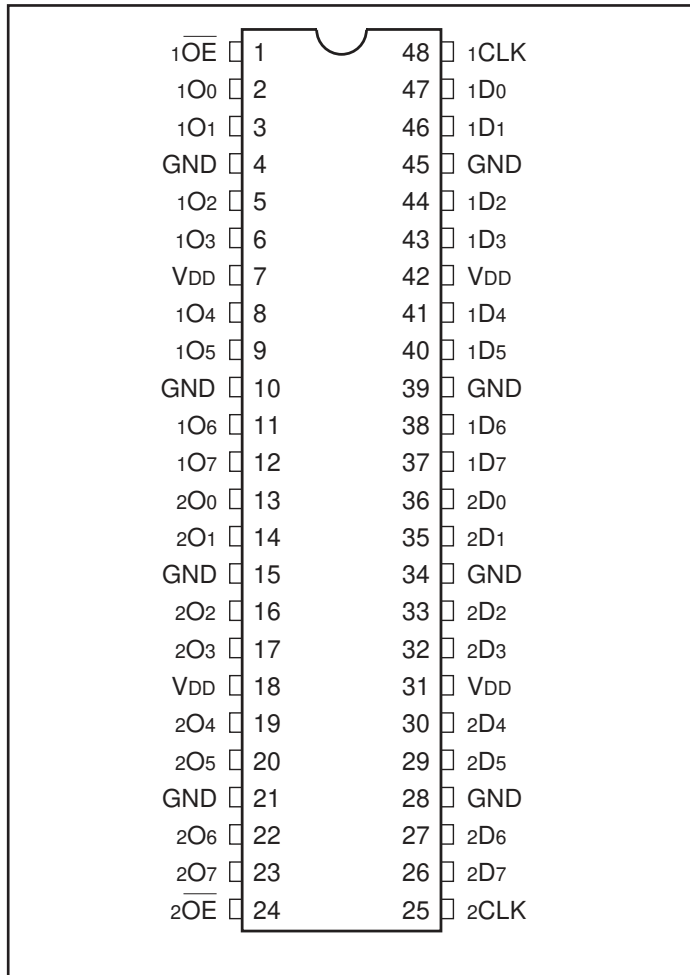 1O̅E̅ 1 48 1CLK
1O0 2 47 1D0
1O1 3 46 1D1
GND 4 45 GND
1O2 5 44 1D2
1O3 6 43 1D3
VDD 7 42 VDD
1O4 8 41 1D4
1O5 9 40 1D5
GND 10 39 GND
1O6 11 38 1D6
1O7 12 37 1D7
2O0 13 36 2D0
2O1 14 35 2D1
GND 15 34 GND
2O2 16 33 2D2
2O3 17 32 2D3
VDD 18 31 VDD
2O4 19 30 2D4
2O5 20 29 2D5
GND 21 28 GND
2O6 22 27 2D6
2O7 23 26 2D7
2O̅E̅ 24 25 2CLK